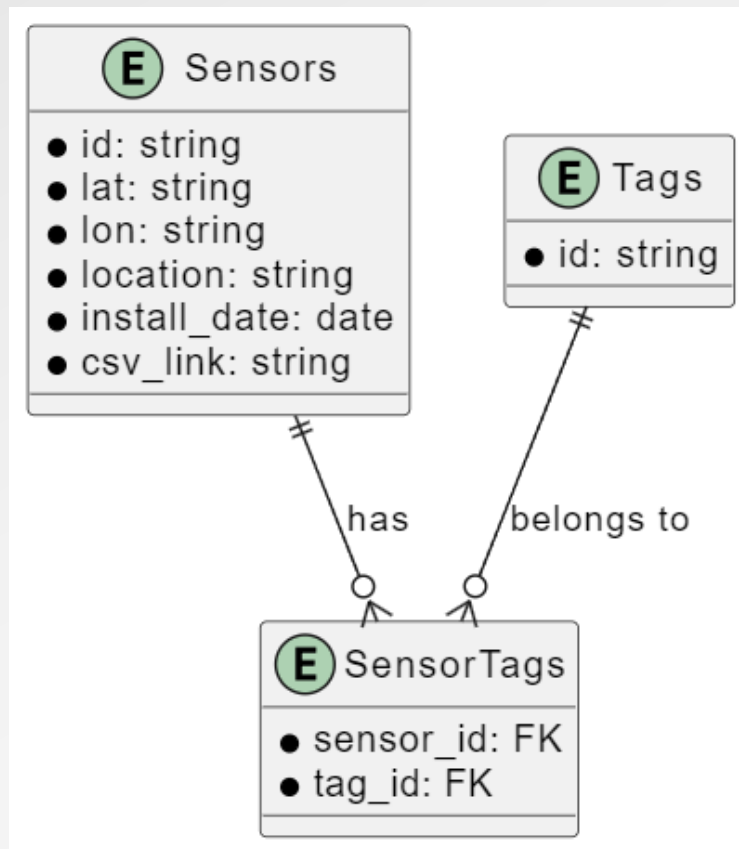 E Sensors
id: string
lat: string
lon: string
location: string
install_date: date
csv_link: string
E Tags
id: string
has
belongs to
E SensorTags
sensor_id: FK
tag_id: FK